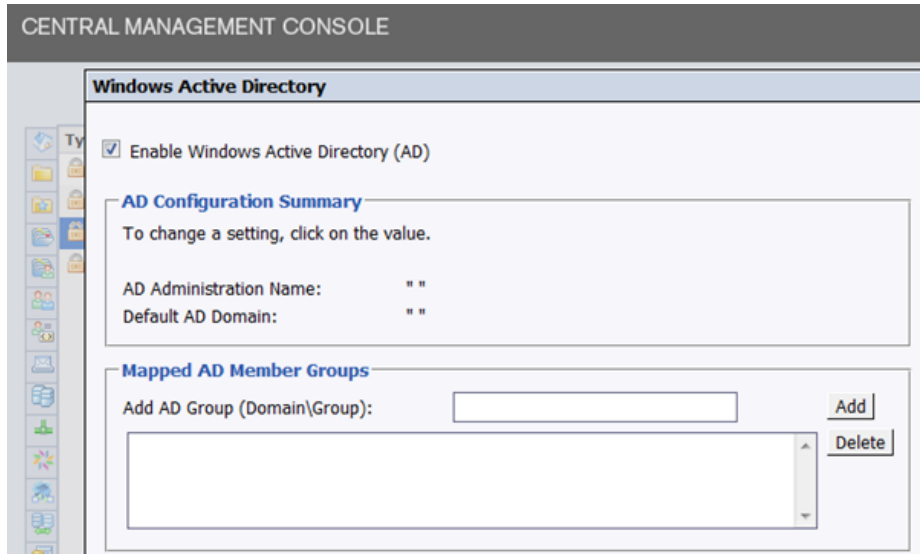 CENTRAL MANAGEMENT CONSOLE
Windows Active Directory
Ty
Enable Windows Active Directory (AD)
AD Configuration Summary
To change a setting, click on the value.
AD Administration Name: " "
Default AD Domain: " "
Mapped AD Member Groups
Add AD Group (Domain\Group): Add
Delete